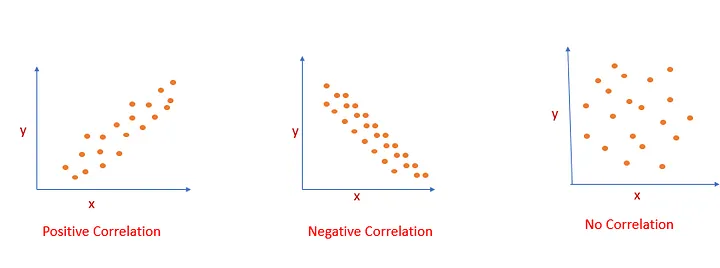 y
x
Positive Correlation
y
x
Negative Correlation
y
x
No Correlation